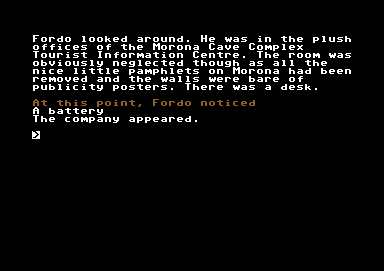 Fordo looked around. He was in the plush
offices of the Morona Cave Complex
Tourist Information Centre. The room was
obviously neglected though as all the
nice little pamphlets on Morona had been
removed and the walls were bare of
publicity posters. There was a desk.
At this point, Fordo noticed
A battery
The company appeared.
>